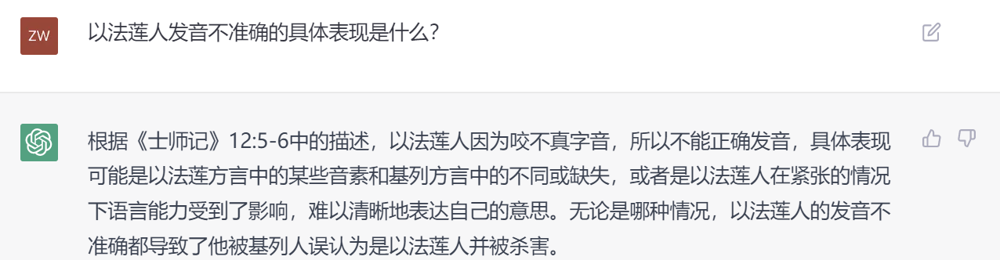 ZW
以法莲人发音不准确的具体表现是什么？
根据《士师记》12:5-6中的描述，以法莲人因为咬不真字音，所以不能正确发音，具体表现
可能是以法莲方言中的某些音素和基列方言中的不同或缺失，或者是以法莲人在紧张的情况
下语言能力受到了影响，难以清晰地表达自己的意思。无论是哪种情况，以法莲人的发音不
准确都导致了他被基列人误认为是以法莲人并被杀害。